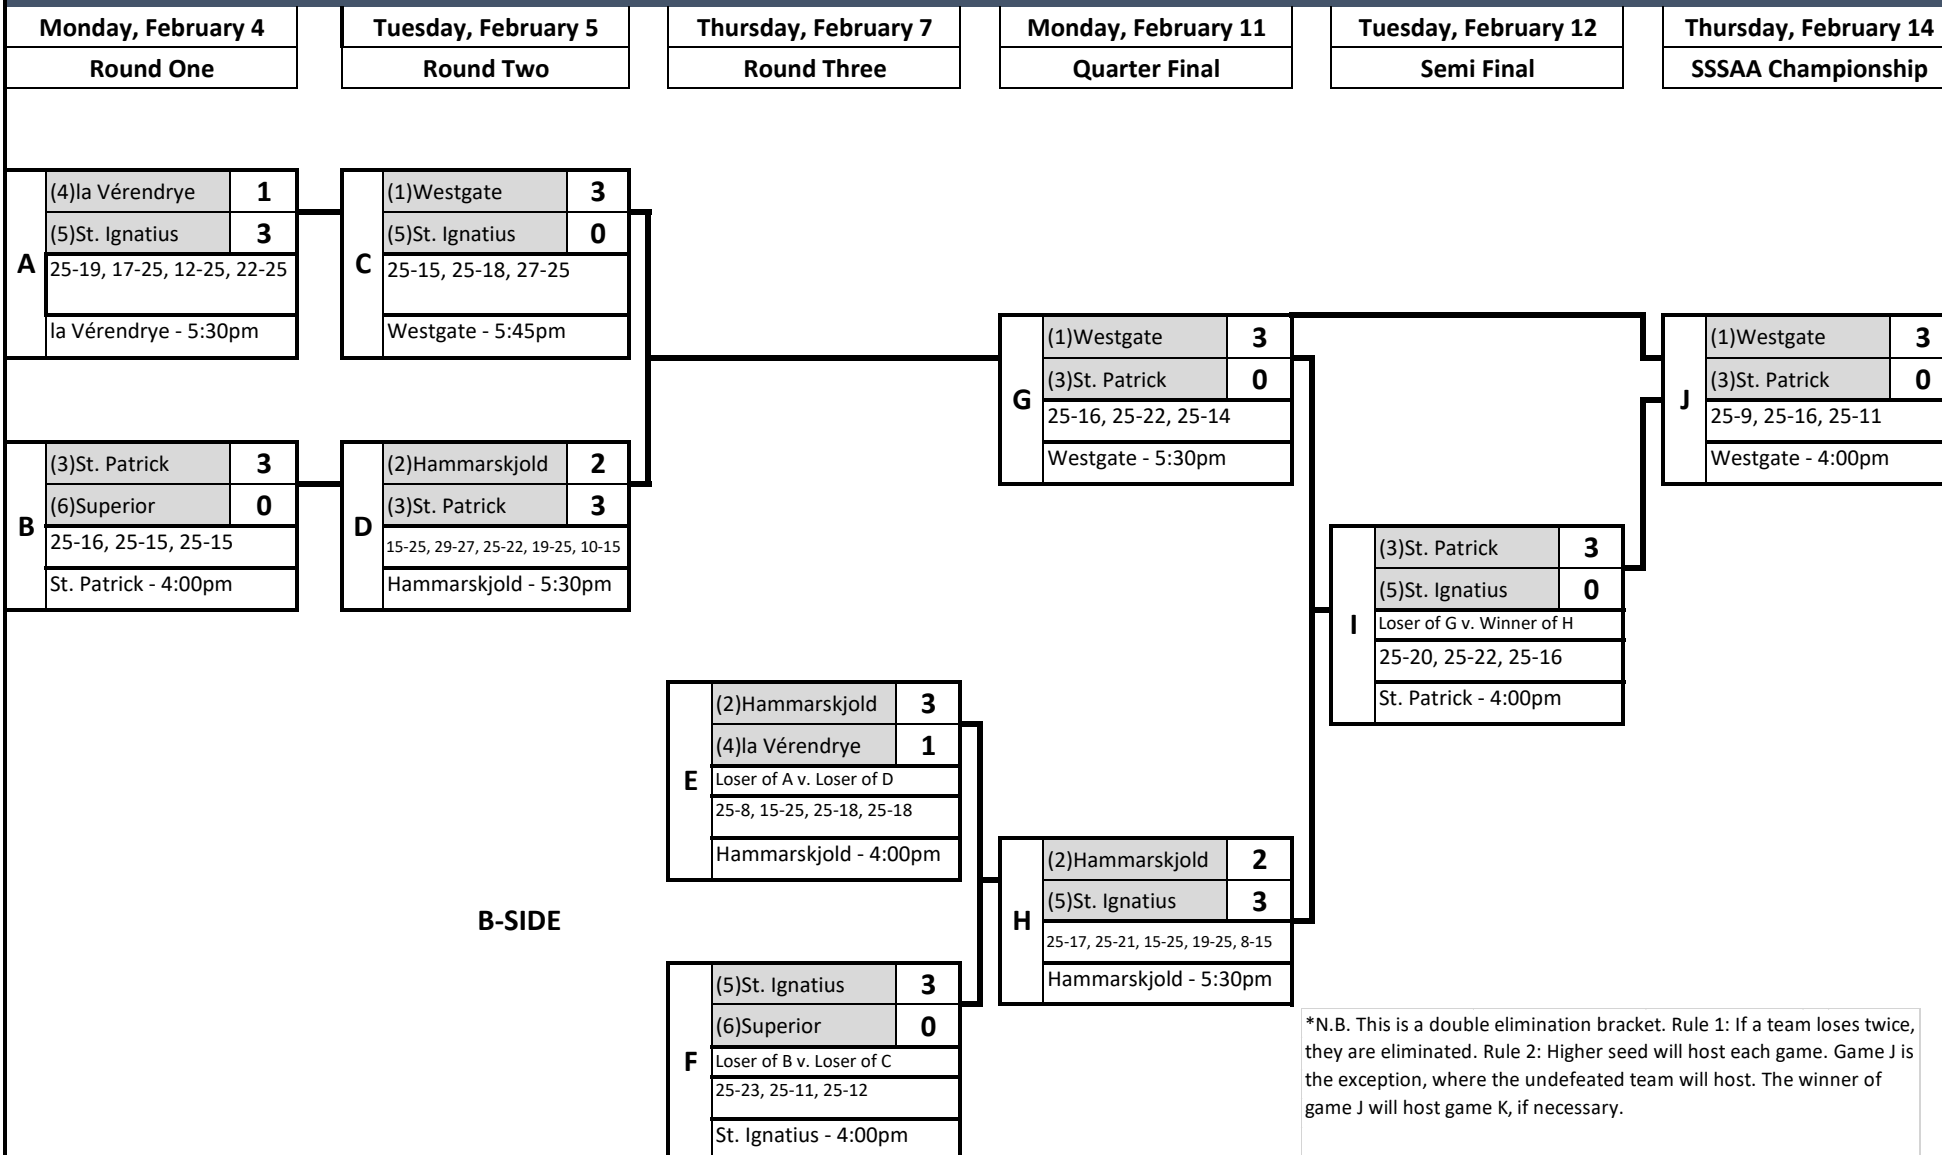 Monday, February 4
Round One
Tuesday, February 5
Round Two
Thursday, February 7
Round Three
Monday, February 11
Quarter Final
Tuesday, February 12
Semi Final
Thursday, February 14
SSSAA Championship
A
(4)la Vérendrye 1
(5)St. Ignatius 3
25-19, 17-25, 12-25, 22-25
la Vérendrye - 5:30pm
B
(3)St. Patrick 3
(6)Superior 0
25-16, 25-15, 25-15
St. Patrick - 4:00pm
C
(1)Westgate 3
(5)St. Ignatius 0
25-15, 25-18, 27-25
Westgate - 5:45pm
D
(2)Hammarskjold 2
(3)St. Patrick 3
15-25, 29-27, 25-22, 19-25, 10-15
Hammarskjold - 5:30pm
B-SIDE
E
(2)Hammarskjold 3
(4)la Vérendrye 1
Loser of A v. Loser of D
25-8, 15-25, 25-18, 25-18
Hammarskjold - 4:00pm
F
(5)St. Ignatius 3
(6)Superior 0
Loser of B v. Loser of C
25-23, 25-11, 25-12
St. Ignatius - 4:00pm
G
(1)Westgate 3
(3)St. Patrick 0
25-16, 25-22, 25-14
Westgate - 5:30pm
H
(2)Hammarskjold 2
(5)St. Ignatius 3
25-17, 25-21, 15-25, 19-25, 8-15
Hammarskjold - 5:30pm
I
(3)St. Patrick 3
(5)St. Ignatius 0
Loser of G v. Winner of H
25-20, 25-22, 25-16
St. Patrick - 4:00pm
J
(1)Westgate 3
(3)St. Patrick 0
25-9, 25-16, 25-11
Westgate - 4:00pm
*N.B. This is a double elimination bracket. Rule 1: If a team loses twice,
they are eliminated. Rule 2: Higher seed will host each game. Game J is
the exception, where the undefeated team will host. The winner of
game J will host game K, if necessary.